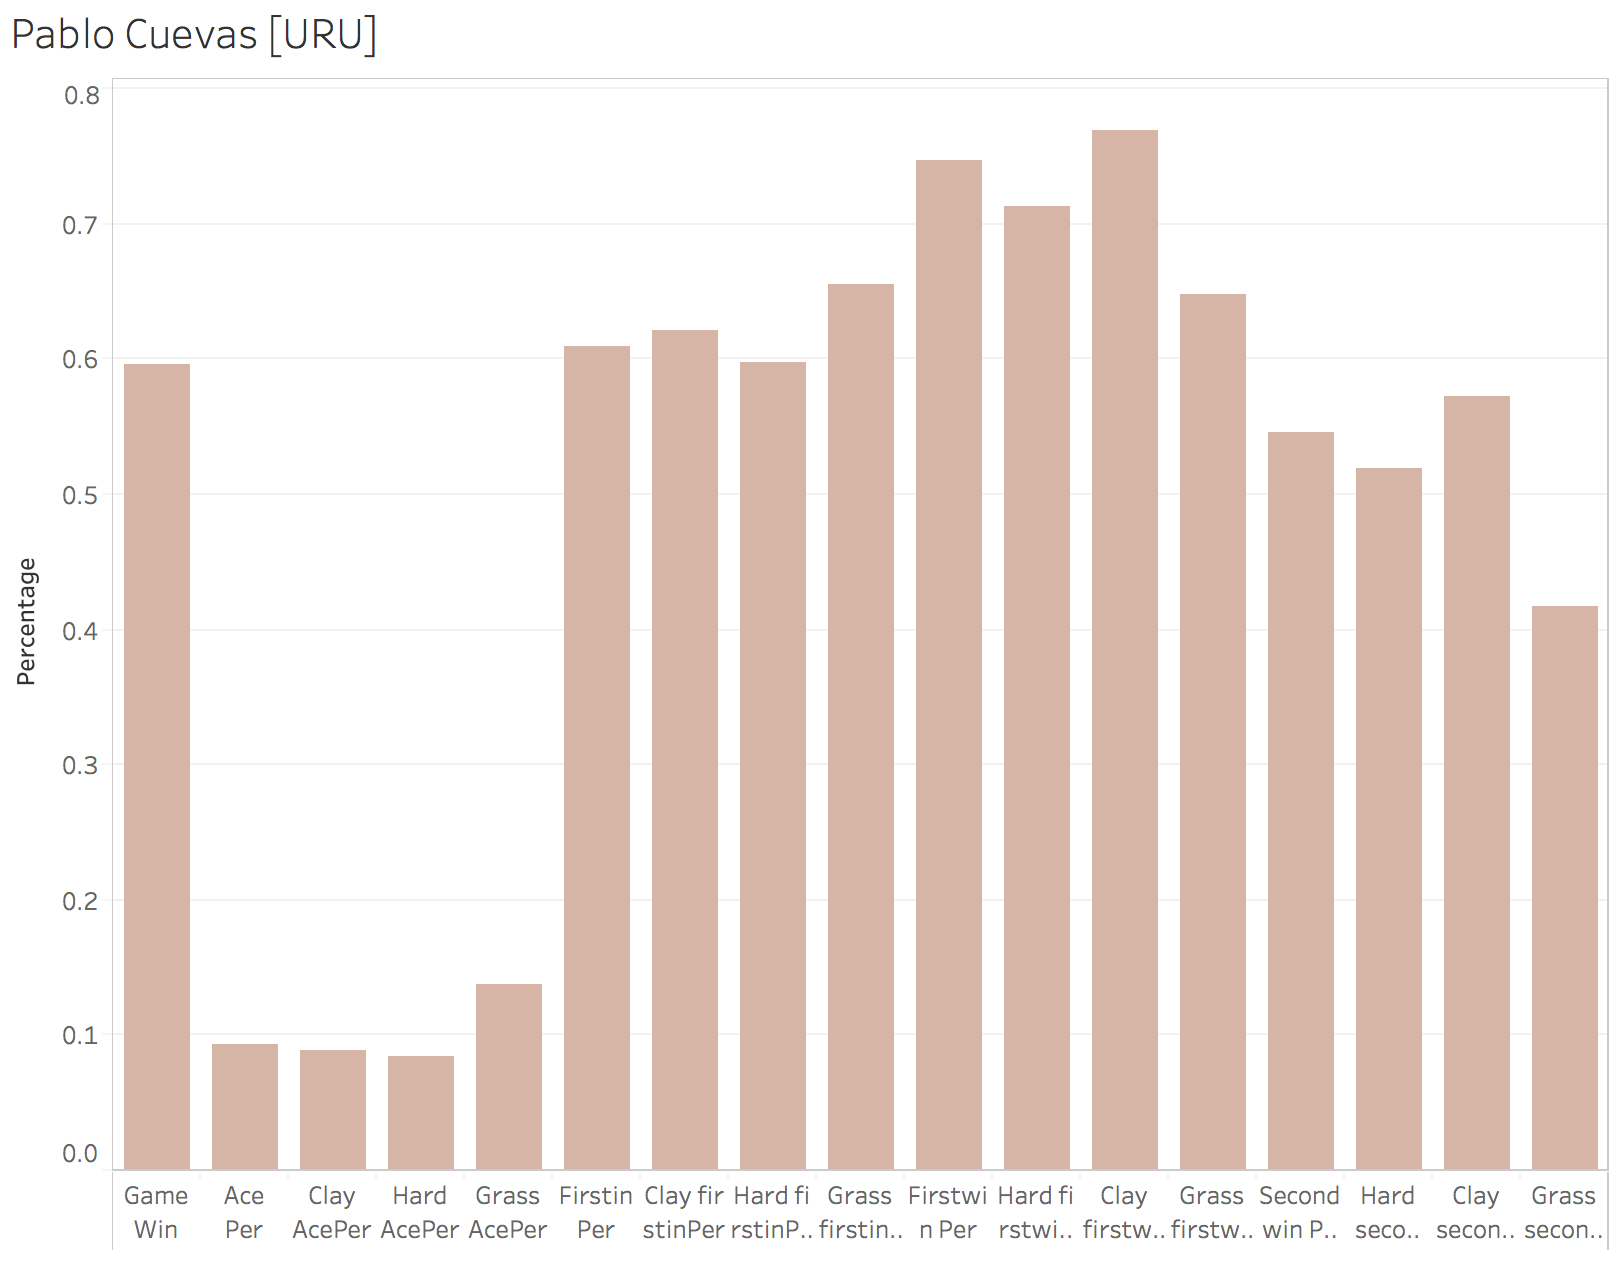 Pablo Cuevas [URU]
0.8
0.7
0.6
0.5
0.4
0.3
0.2
0.1
0.0
Percentage
Game Win
Ace Per
Clay AcePer
Hard AcePer
Grass AcePer
Firstin Per
Clay fir stinPer
Hard fi rstinP..
Grass firstin..
Firstwi n Per
Hard fi rstwi..
Clay firstw..
Grass firstw..
Second win P..
Hard seco..
Clay secon..
Grass secon..